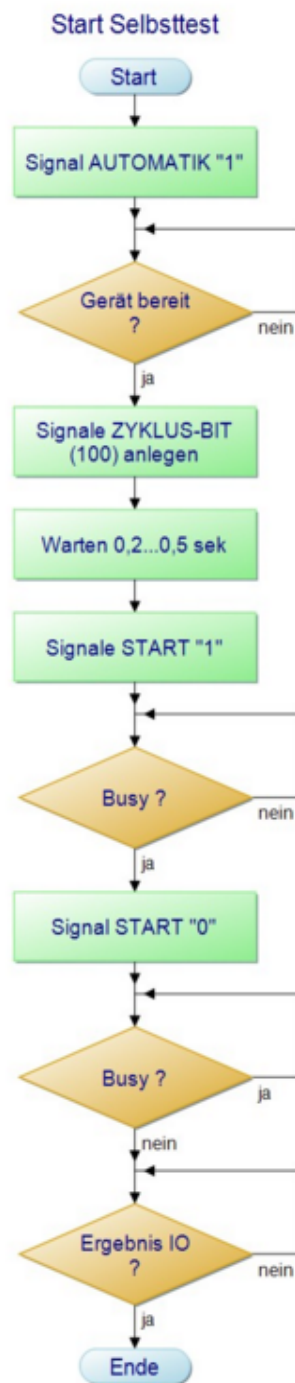 Start Selbsttest
Start
Signal AUTOMATIK "1"
Gerät bereit
?
nein
ja
Signale ZYKLUS-BIT
(100) anlegen
Warten 0,2...0,5 sek
Signale START "1"
Busy ?
nein
ja
Signal START "0"
Busy ?
ja
nein
Ergebnis IO
?
nein
ja
Ende